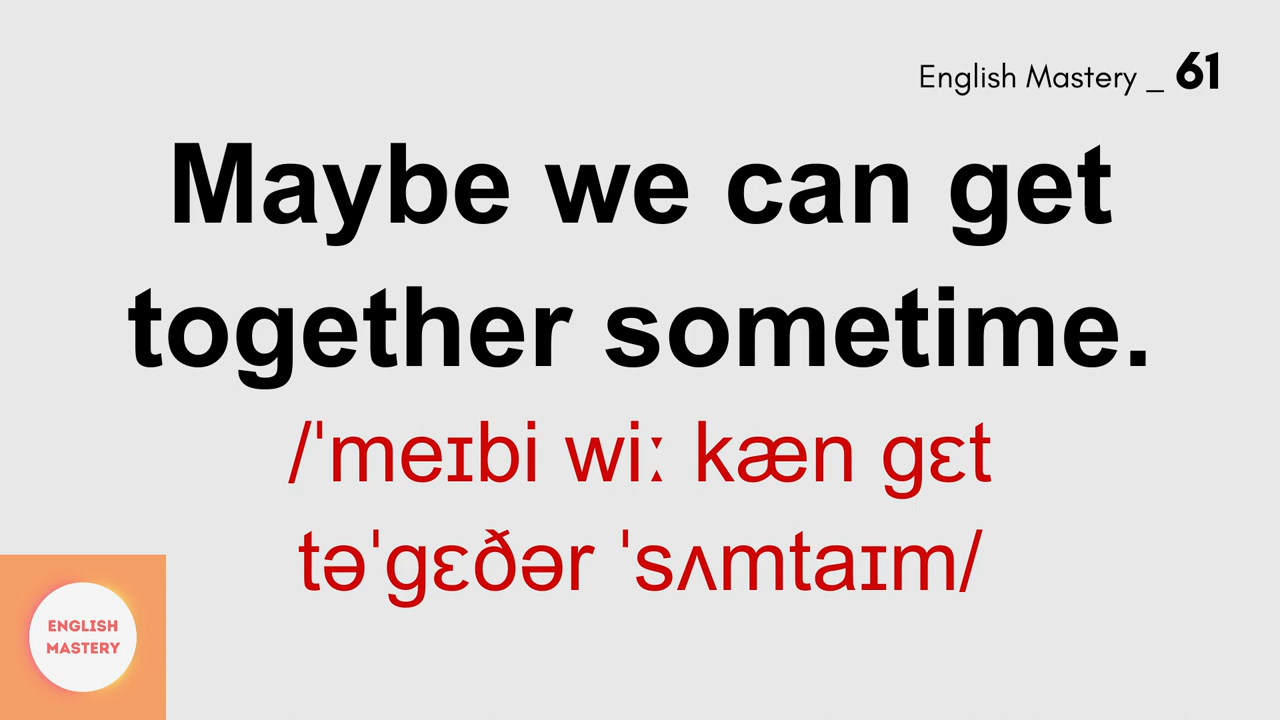 English Mastery _ 61
Maybe we can get
together sometime.
/ˈmeɪbi wiː kæn gɛt
təˈgɛðər ˈsʌmtaɪm/
ENGLISH
MASTERY